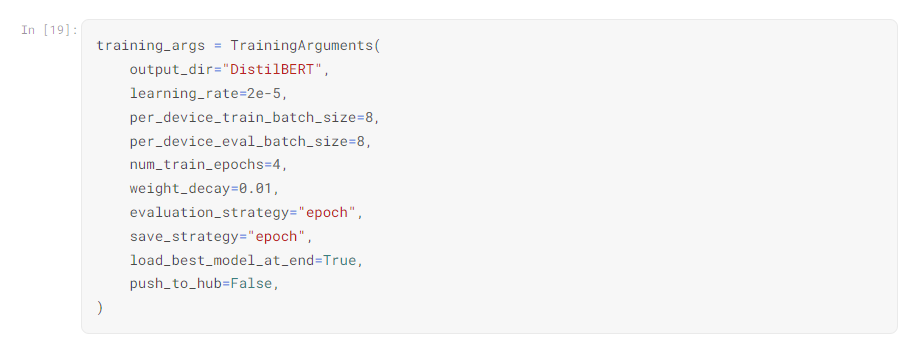 In [19]:
training_args = TrainingArguments(
    output_dir="DistilBERT",
    learning_rate=2e-5,
    per_device_train_batch_size=8,
    per_device_eval_batch_size=8,
    num_train_epochs=4,
    weight_decay=0.01,
    evaluation_strategy="epoch",
    save_strategy="epoch",
    load_best_model_at_end=True,
    push_to_hub=False,
)